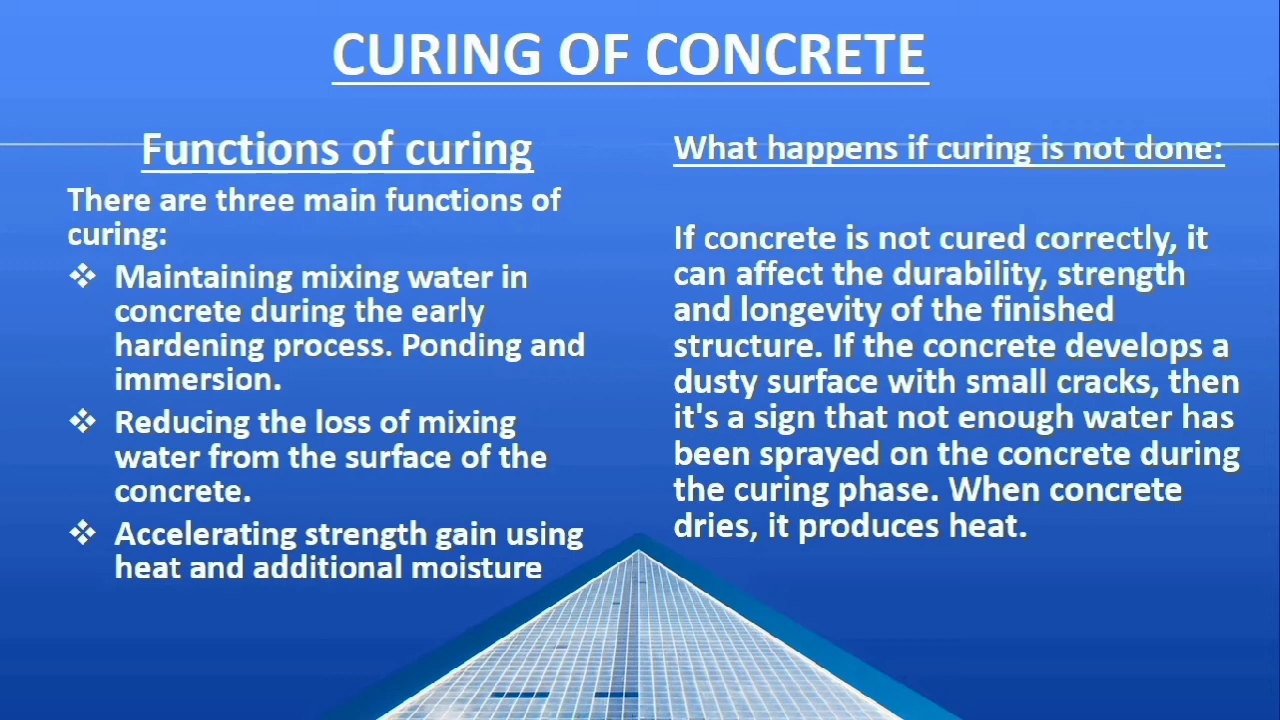 CURING OF CONCRETE
Functions of curing
There are three main functions of
curing:
❖ Maintaining mixing water in
concrete during the early
hardening process. Ponding and
immersion.
❖ Reducing the loss of mixing
water from the surface of the
concrete.
❖ Accelerating strength gain using
heat and additional moisture
What happens if curing is not done:
If concrete is not cured correctly, it
can affect the durability, strength
and longevity of the finished
structure. If the concrete develops a
dusty surface with small cracks, then
it's a sign that not enough water has
been sprayed on the concrete during
the curing phase. When concrete
dries, it produces heat.